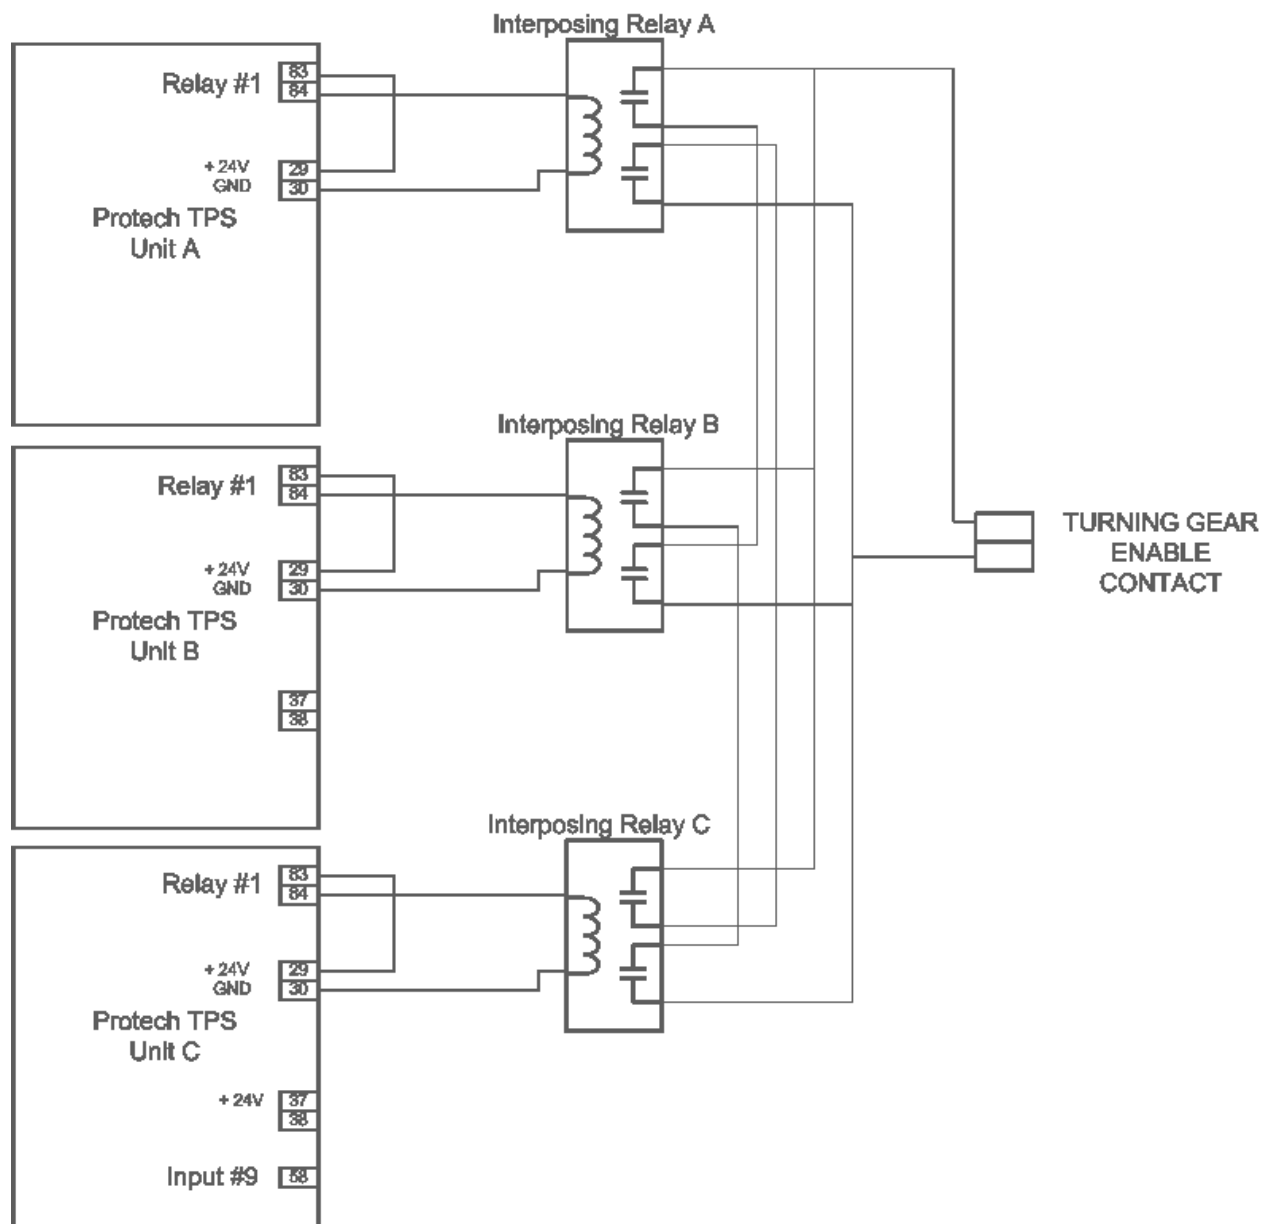 Interposing Relay A
Relay #1
83
84
+ 24V
GND
29
30
Protech TPS
Unit A
Interposing Relay B
Relay #1
83
84
+ 24V
GND
29
30
Protech TPS
Unit B
37
38
TURNING GEAR
ENABLE
CONTACT
Interposing Relay C
Relay #1
83
84
+ 24V
GND
29
30
Protech TPS
Unit C
+ 24V
37
38
Input #9
58